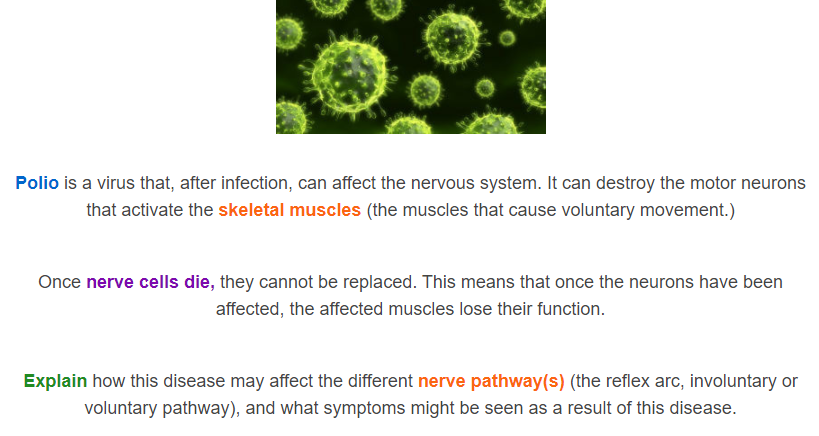 Polio is a virus that, after infection, can affect the nervous system. It can destroy the motor neurons
that activate the skeletal muscles (the muscles that cause voluntary movement.)
Once nerve cells die, they cannot be replaced. This means that once the neurons have been
affected, the affected muscles lose their function.
Explain how this disease may affect the different nerve pathway(s) (the reflex arc, involuntary or
voluntary pathway), and what symptoms might be seen as a result of this disease.